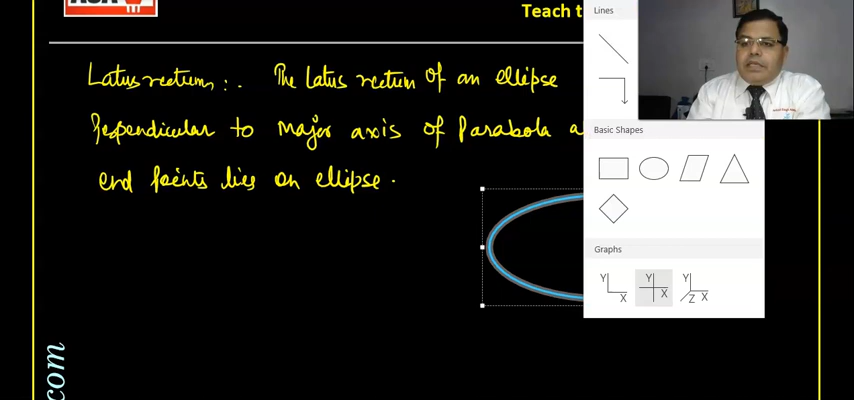 Teach t
Lines
Latus rectum:. The latus rectum of an ellipse
Perpendicular to major axis of Parabola a
end points lies on ellipse.
Basic Shapes
Graphs
Y X
Y X
Y Z X
com